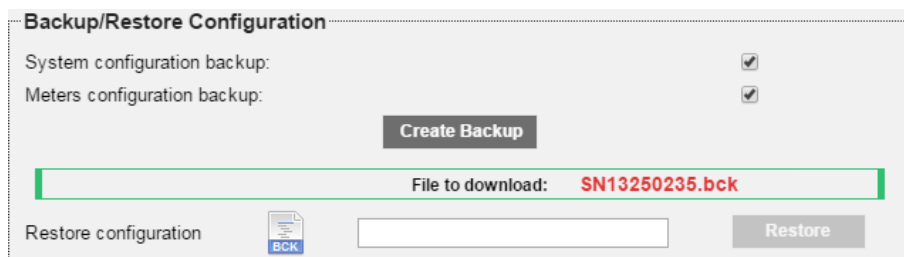 Backup/Restore Configuration
System configuration backup:
Meters configuration backup:
Create Backup
File to download: SN13250235.bck
Restore configuration BCK Restore